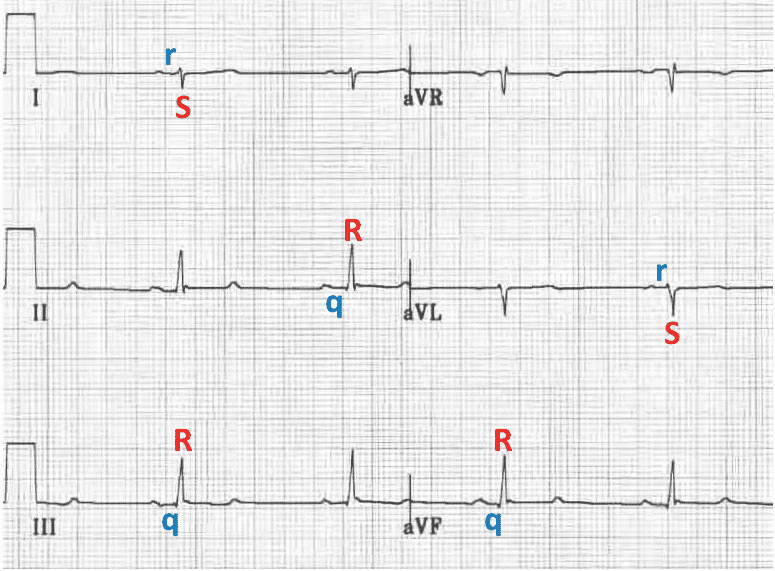 r
I S aVR
R
q r
II aVL S
R R
q q
III aVF